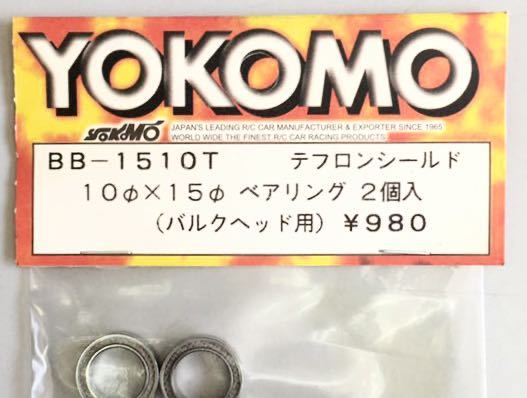 YOKOMO
YOKOMO JAPAN'S LEADING R/C CAR MANUFACTURER & EXPORTER SINCE 1965
WORLD WIDE THE FINEST R/C CAR RACING PRODUCTS!
BB-1510T テフロンシールド
10φ×15φ ベアリング 2個入
(バルクヘッド用) ¥980